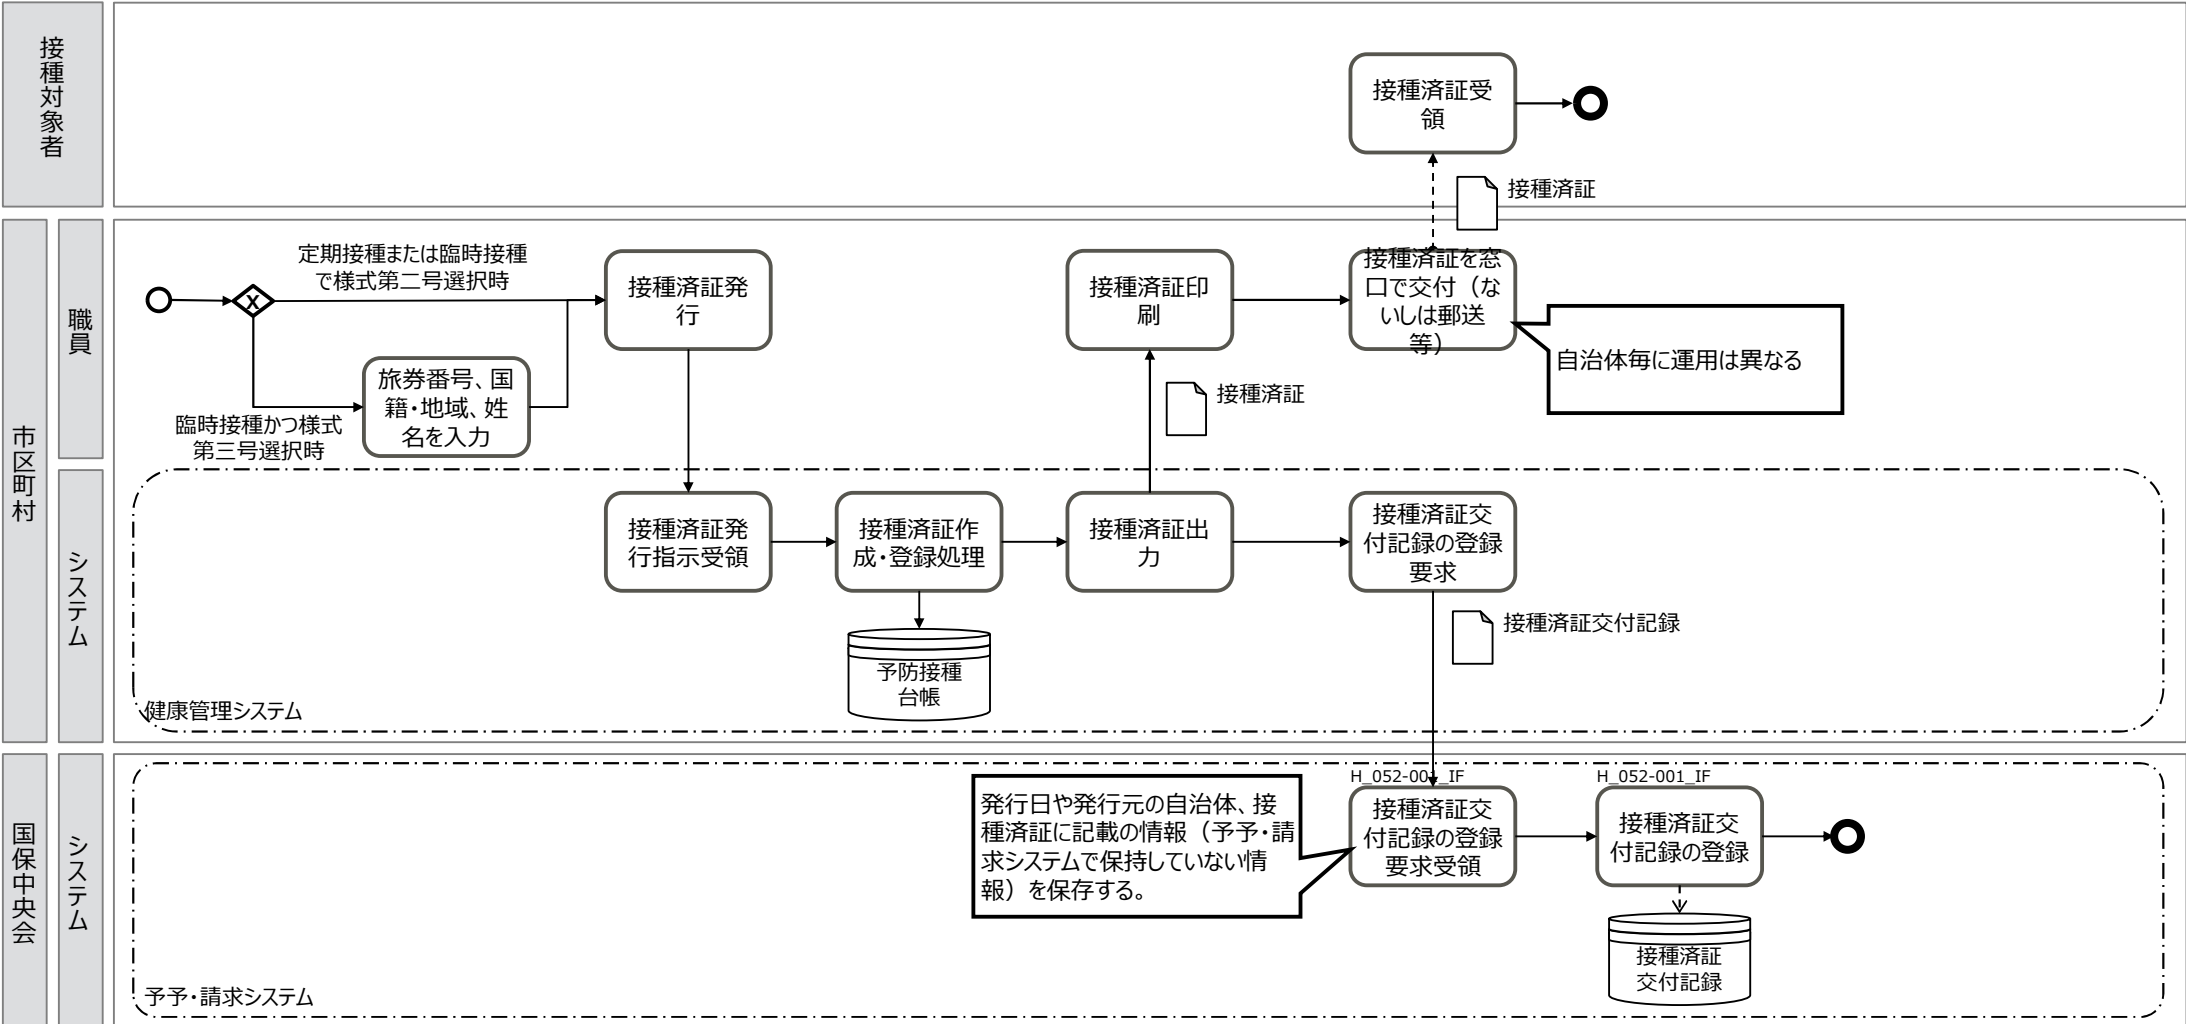 接種対象者
接種済証受
領
接種済証
市区町村
職員
定期接種または臨時接種
で様式第二号選択時
X
接種済証発
行
臨時接種かつ様式
第三号選択時
旅券番号、国
籍・地域、姓
名を入力
接種済証印
刷
接種済証を窓
口で交付（な
いしは郵送
等）
自治体毎に運用は異なる
接種済証
システム
接種済証発
行指示受領
接種済証作
成・登録処理
接種済証出
力
接種済証交
付記録の登録
要求
接種済証交付記録
予防接種
台帳
健康管理システム
国保中央会
システム
発行日や発行元の自治体、接
種済証に記載の情報（予予・請
求システムで保持していない情
報）を保存する。
H_052-001_IF
接種済証交
付記録の登録
要求受領
H_052-001_IF
接種済証交
付記録の登録
接種済証
交付記録
予予・請求システム